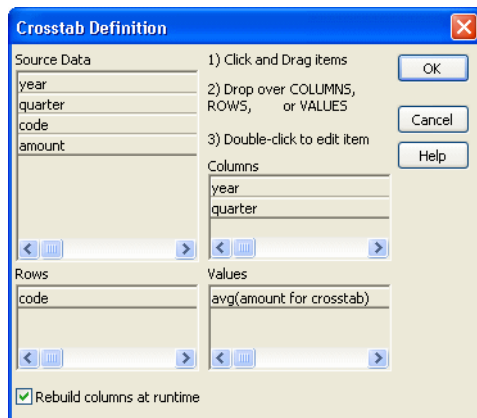 Crosstab Definition
Source Data
year
quarter
code
amount
1) Click and Drag items
2) Drop over COLUMNS,
ROWS, or VALUES
3) Double-click to edit item
OK
Cancel
Help
Columns
year
quarter
Rows
code
Values
avg(amount for crosstab)
Rebuild columns at runtime